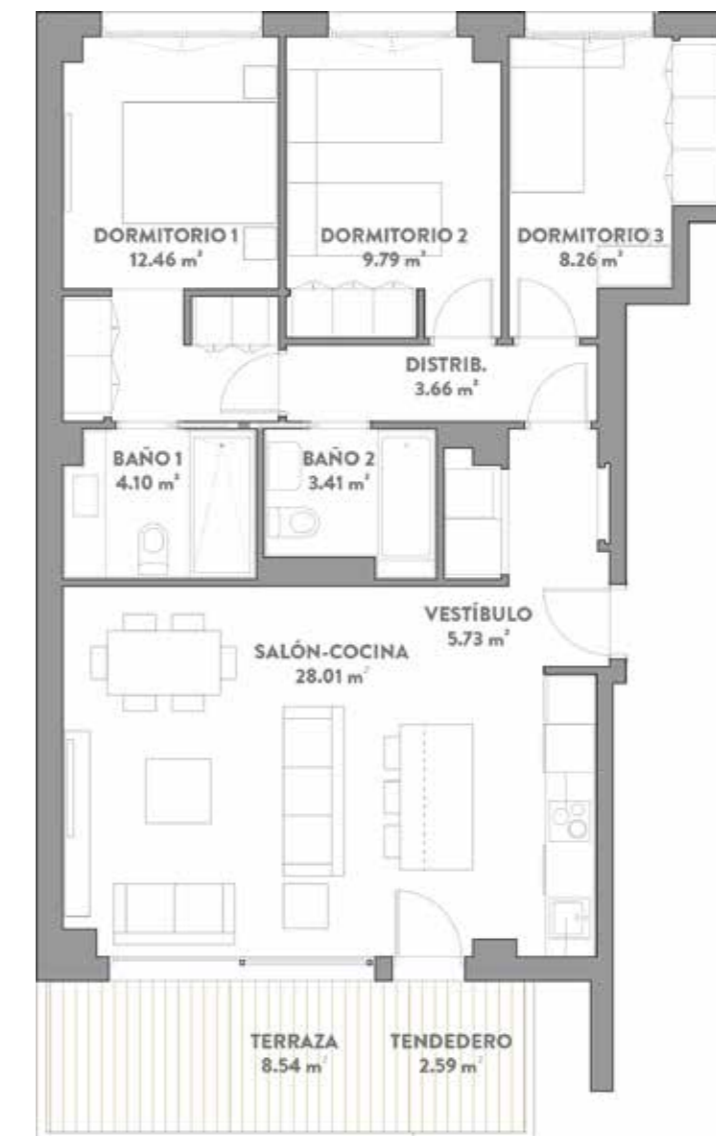 DORMITORIO 1
12.46 m²
DORMITORIO 2
9.79 m²
DORMITORIO 3
8.26 m²
DISTRIB.
3.66 m²
BAÑO 1
4.10 m²
BAÑO 2
3.41 m²
VESTÍBULO
5.73 m²
SALÓN-COCINA
28.01 m²
TERRAZA
8.54 m²
TENDEDERO
2.59 m²